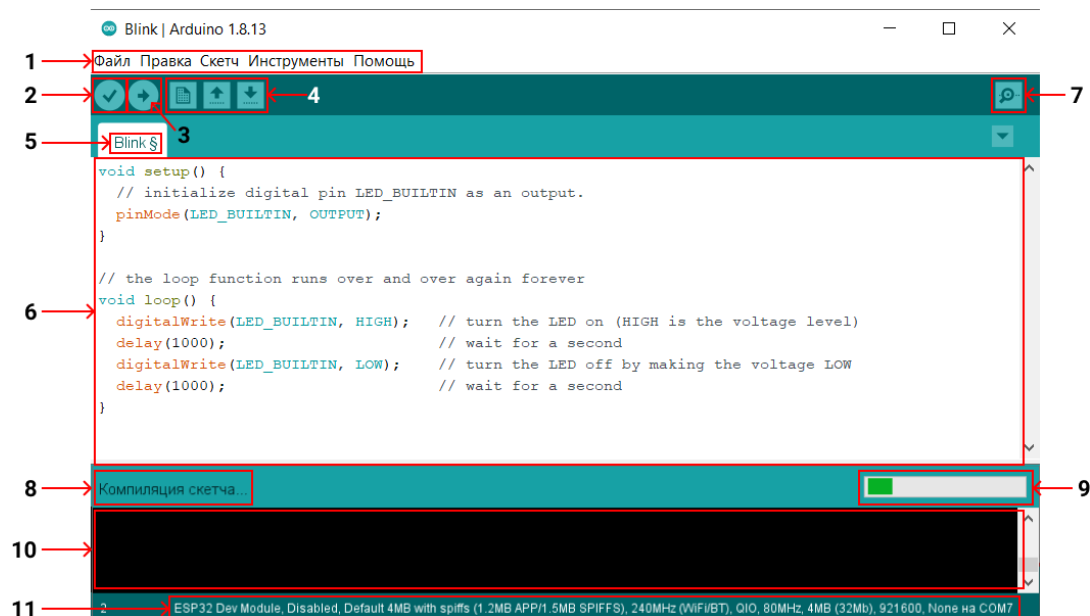 Blink | Arduino 1.8.13
1 Файл Правка Скетч Инструменты Помощь
2 4 7
3
5 Blink §
void setup() {
  // initialize digital pin LED_BUILTIN as an output.
  pinMode(LED_BUILTIN, OUTPUT);
}
// the loop function runs over and over again forever
6 void loop() {
  digitalWrite(LED_BUILTIN, HIGH);   // turn the LED on (HIGH is the voltage level)
  delay(1000);                       // wait for a second
  digitalWrite(LED_BUILTIN, LOW);    // turn the LED off by making the voltage LOW
  delay(1000);                       // wait for a second
}
8 Компиляция скетча... 9
10
11 2 ESP32 Dev Module, Disabled, Default 4MB with spiffs (1.2MB APP/1.5MB SPIFFS), 240MHz (WiFi/BT), QIO, 80MHz, 4MB (32Mb), 921600, None на COM7